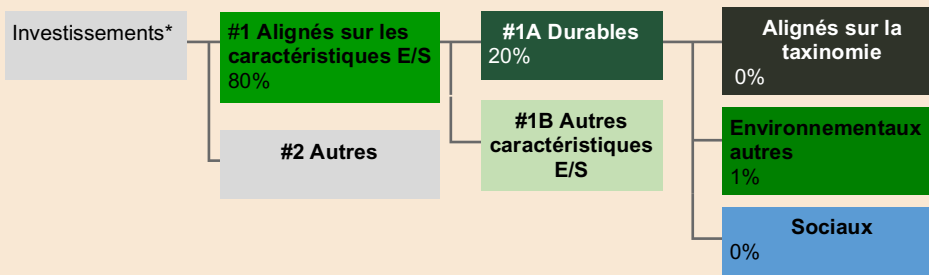 Investissements*
#1 Alignés sur les
caractéristiques E/S
80%
#2 Autres
#1A Durables
20%
#1B Autres
caractéristiques
E/S
Alignés sur la
taxinomie
0%
Environnementaux
autres
1%
Sociaux
0%